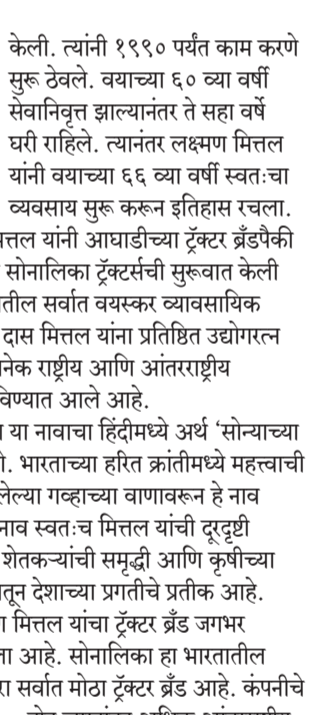 केली. त्यांनी १९९० पर्यंत काम करणे
सुरू ठेवले. वयाच्या ६० व्या वर्षी
सेवानिवृत्त झाल्यानंतर ते सहा वर्षे
घरी राहिले. त्यानंतर लक्ष्मण मित्तल
यांनी वयाच्या ६६ व्या वर्षी स्वतःचा
व्यवसाय सुरू करून इतिहास रचला.
त्तल यांनी आघाडीच्या ट्रॅक्टर ब्रँडपैकी
सोनालिका ट्रॅक्टर्सची सुरूवात केली
तील सर्वात वयस्कर व्यावसायिक
दास मित्तल यांना प्रतिष्ठित उद्योगरत्न
नेक राष्ट्रीय आणि आंतरराष्ट्रीय
विण्यात आले आहे.
या नावाचा हिंदीमध्ये अर्थ ‘सोन्याच्या
भारताच्या हरित क्रांतीमध्ये महत्त्वाची
लेल्या गव्हाच्या वाणावरून हे नाव
नाव स्वतःच मित्तल यांची दूरदृष्टी
शेतकऱ्यांची समृद्धी आणि कृषीच्या
तून देशाच्या प्रगतीचे प्रतीक आहे.
मित्तल यांचा ट्रॅक्टर ब्रँड जगभर
आहे. सोनालिका हा भारतातील
रा सर्वात मोठा ट्रॅक्टर ब्रँड आहे. कंपनीचे